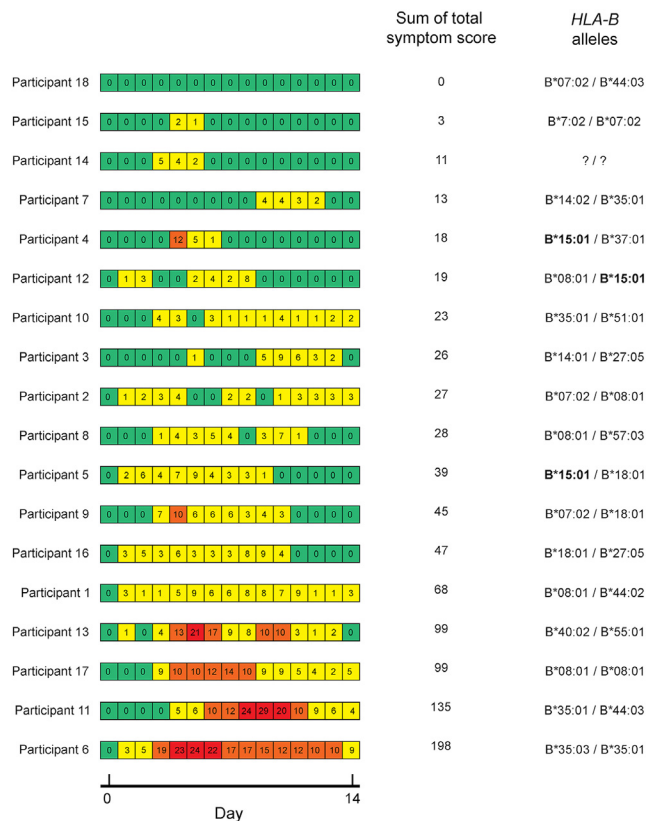 Sum of total symptom score
HLA-B alleles
Participant 18 0 0 0 0 0 0 0 0 0 0 0 0 0 0 0 0 B*07:02 / B*44:03
Participant 15 0 0 0 0 2 1 0 0 0 0 0 0 0 0 0 3 B*7:02 / B*07:02
Participant 14 0 0 0 5 4 2 0 0 0 0 0 0 0 0 0 11 ? / ?
Participant 7 0 0 0 0 0 0 0 0 0 4 4 3 2 0 0 13 B*14:02 / B*35:01
Participant 4 0 0 0 0 12 5 1 0 0 0 0 0 0 0 0 18 B*15:01 / B*37:01
Participant 12 0 1 3 0 0 2 4 2 8 0 0 0 0 0 0 19 B*08:01 / B*15:01
Participant 10 0 0 0 4 3 0 3 1 1 1 4 1 1 2 2 23 B*35:01 / B*51:01
Participant 3 0 0 0 0 0 1 0 0 0 5 9 6 3 2 0 26 B*14:01 / B*27:05
Participant 2 0 1 2 3 4 0 0 2 2 0 1 3 3 3 3 27 B*07:02 / B*08:01
Participant 8 0 0 0 1 4 3 5 4 0 3 7 1 0 0 0 28 B*08:01 / B*57:03
Participant 5 0 2 6 4 7 9 4 3 3 1 0 0 0 0 0 39 B*15:01 / B*18:01
Participant 9 0 0 0 7 10 6 6 6 3 4 3 0 0 0 0 45 B*07:02 / B*18:01
Participant 16 0 3 5 3 6 3 3 3 8 9 4 0 0 0 0 47 B*18:01 / B*27:05
Participant 1 0 3 1 1 5 9 6 6 8 8 7 9 1 1 3 68 B*08:01 / B*44:02
Participant 13 0 1 0 4 13 21 17 9 8 10 10 3 1 2 0 99 B*40:02 / B*55:01
Participant 17 0 0 0 9 10 10 12 14 10 9 9 5 4 2 5 99 B*08:01 / B*08:01
Participant 11 0 0 0 0 5 6 10 12 24 29 20 10 9 6 4 135 B*35:01 / B*44:03
Participant 6 0 3 5 19 23 24 22 17 17 15 12 12 10 10 9 198 B*35:03 / B*35:01
0 14
Day